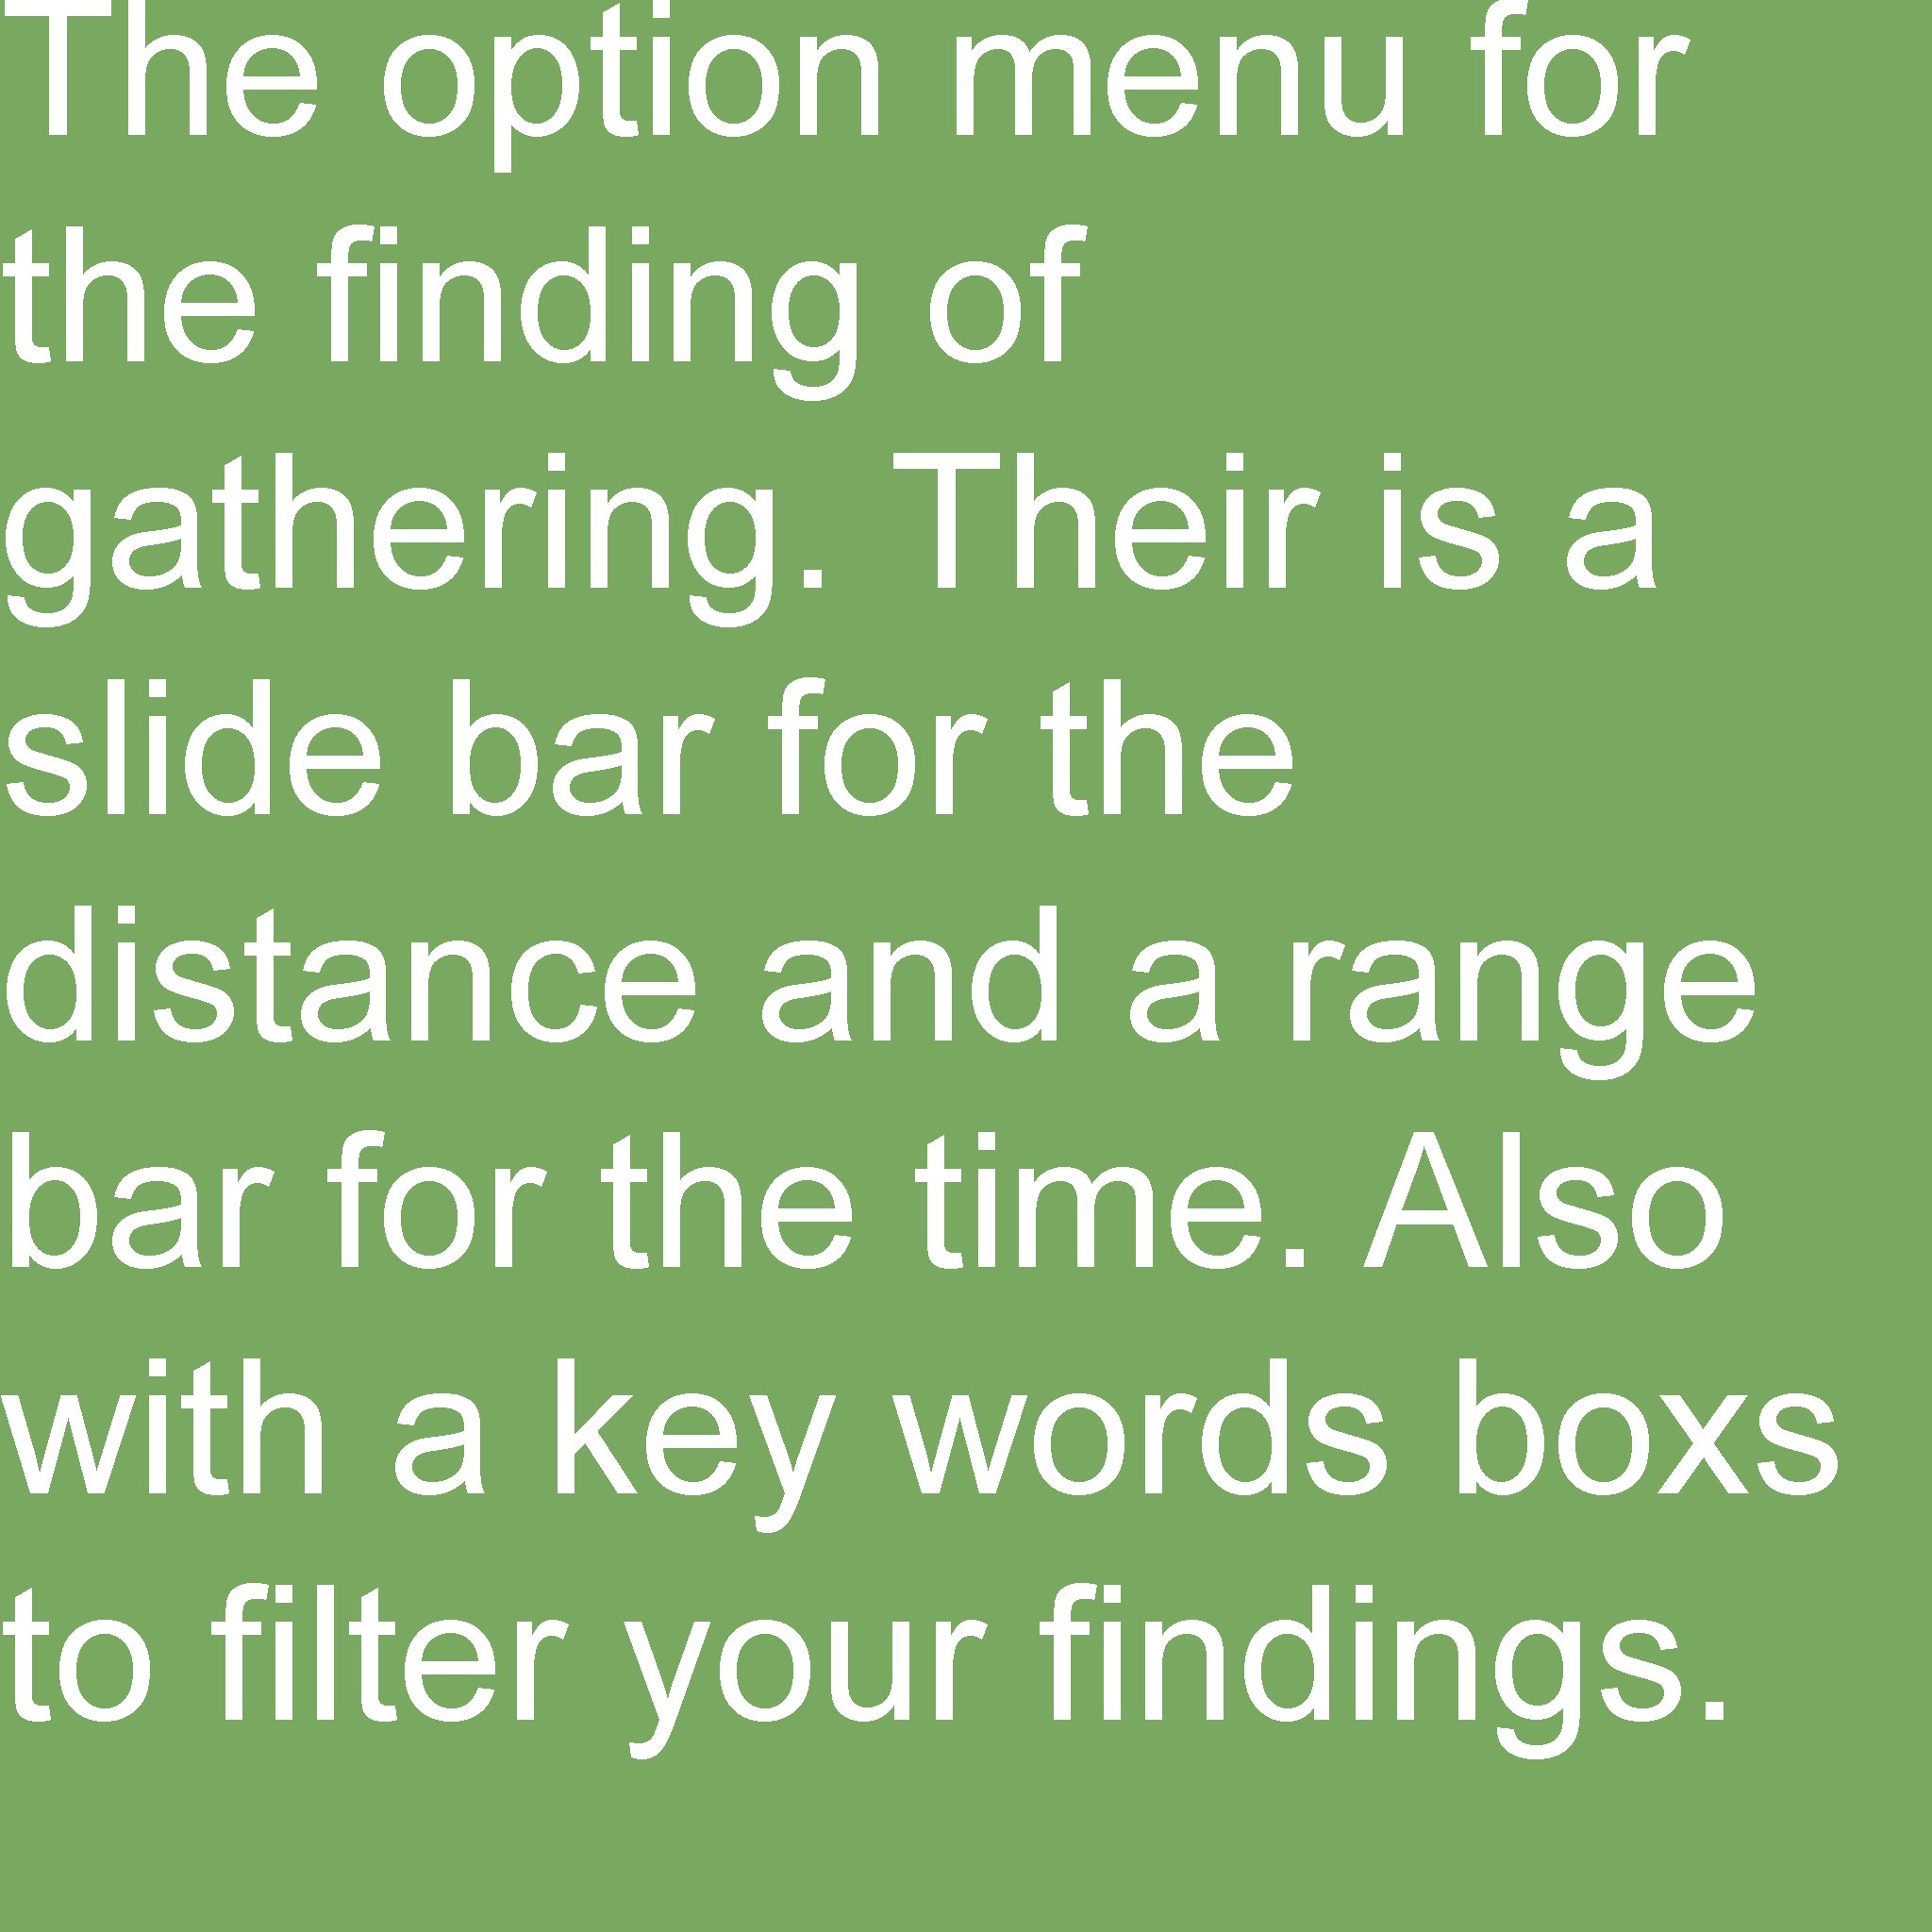 The option menu for
the finding of
gathering.  Their is a
slide bar for the
distance and a range
bar for the time. Also
with a key words boxs
to filter your findings.